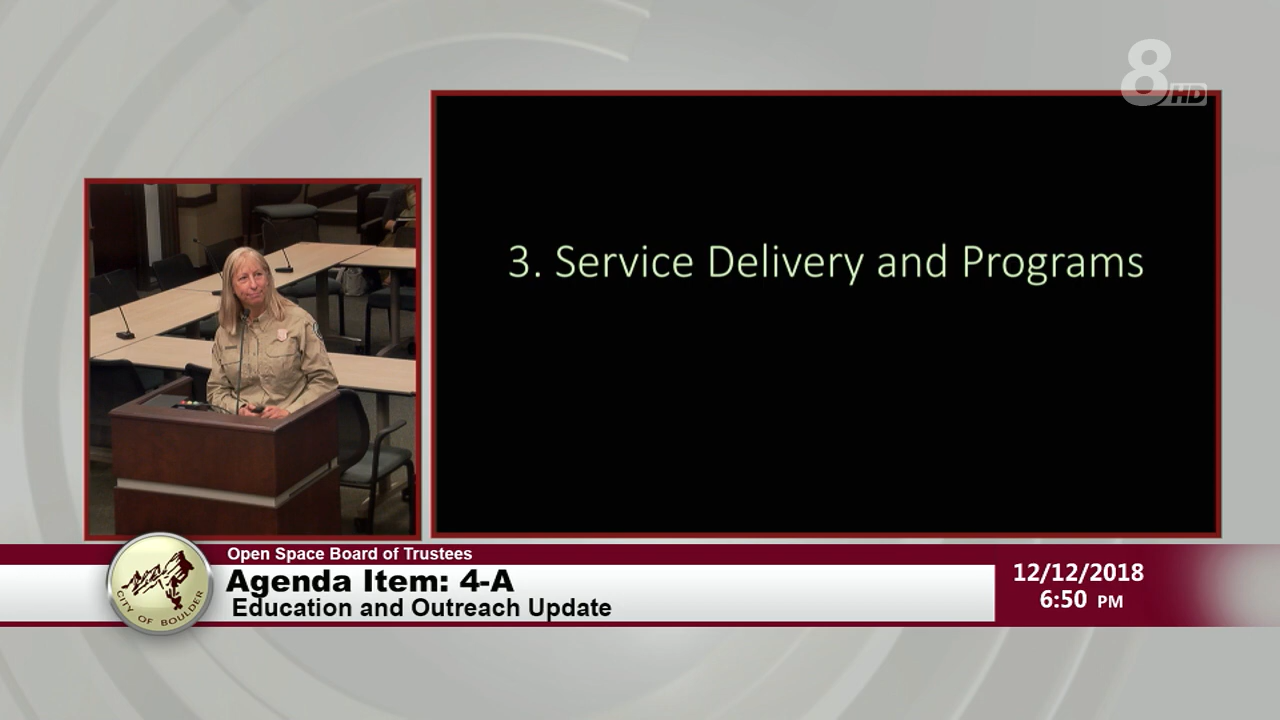 8HD
3. Service Delivery and Programs
Open Space Board of Trustees
Agenda Item: 4-A
Education and Outreach Update
CITY OF BOULDER
12/12/2018
6:50 PM